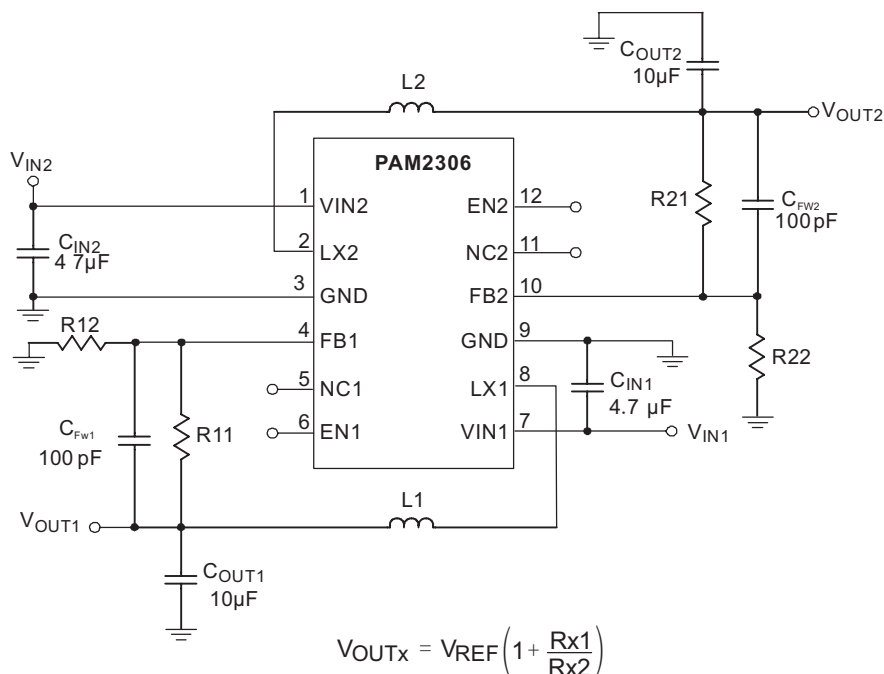 COUT2
10µF
L2
VOUT2
VIN2
PAM2306
1 VIN2
EN2 12
R21
CFW2
100 pF
CIN2
4 7µF
2 LX2
NC2 11
3 GND
FB2 10
R12
4 FB1
GND 9
R22
5 NC1
LX1 8
CIN1
4.7 µF
CFw1
100 pF
R11
6 EN1
VIN1 7
VIN1
L1
VOUT1
COUT1
10µF
VOUTx = VREF(1 + Rx1/Rx2)